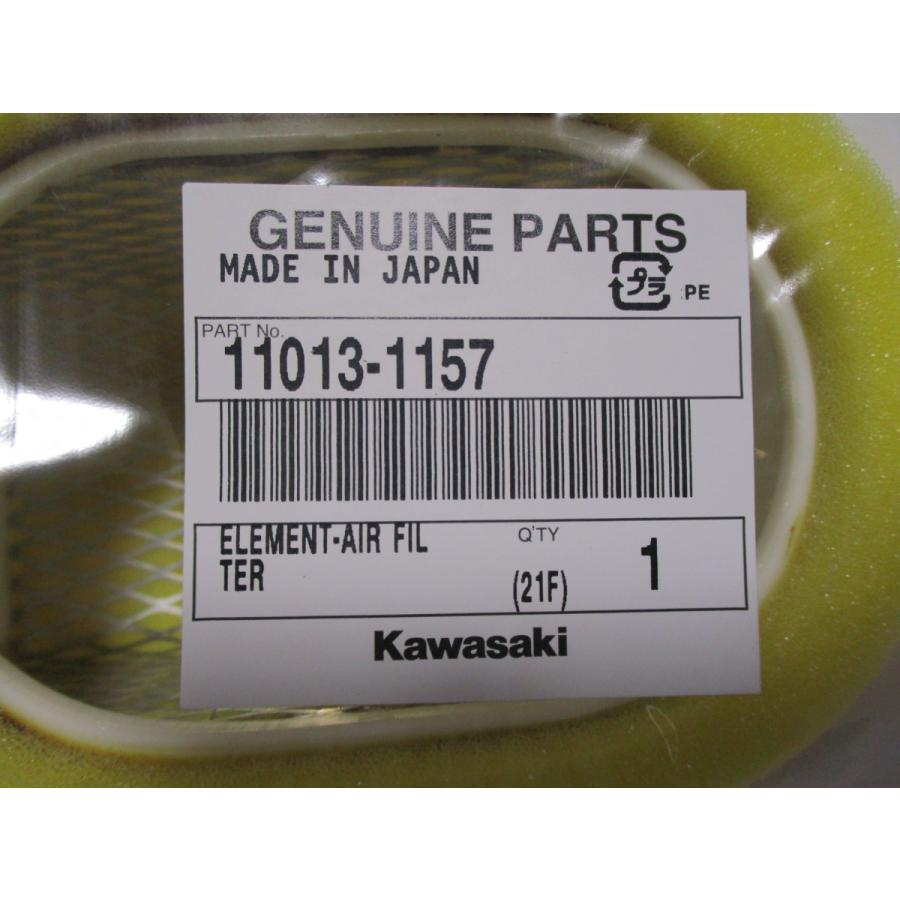 GENUINE PARTS
MADE IN JAPAN
プラ
:PE
PART No.
11013-1157
ELEMENT-AIR FIL
TER
Q'TY
(21F)
1
Kawasaki